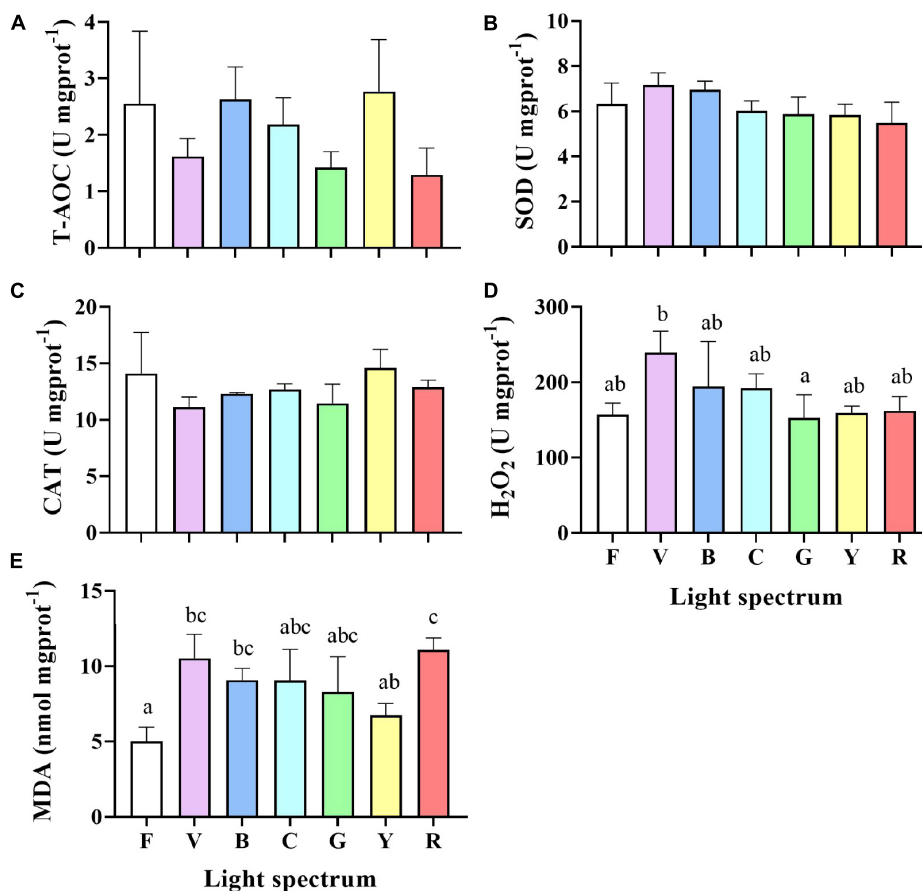 A
T-AOC (U mgprot⁻¹)
4
3
2
1
0
B
SOD (U mgprot⁻¹)
10
8
6
4
2
0
C
CAT (U mgprot⁻¹)
20
15
10
5
0
D
H₂O₂ (U mgprot⁻¹)
300
200
100
0
ab b ab ab a ab ab
F V B C G Y R
Light spectrum
E
MDA (nmol mgprot⁻¹)
15
10
5
0
a bc bc abc abc ab c
F V B C G Y R
Light spectrum